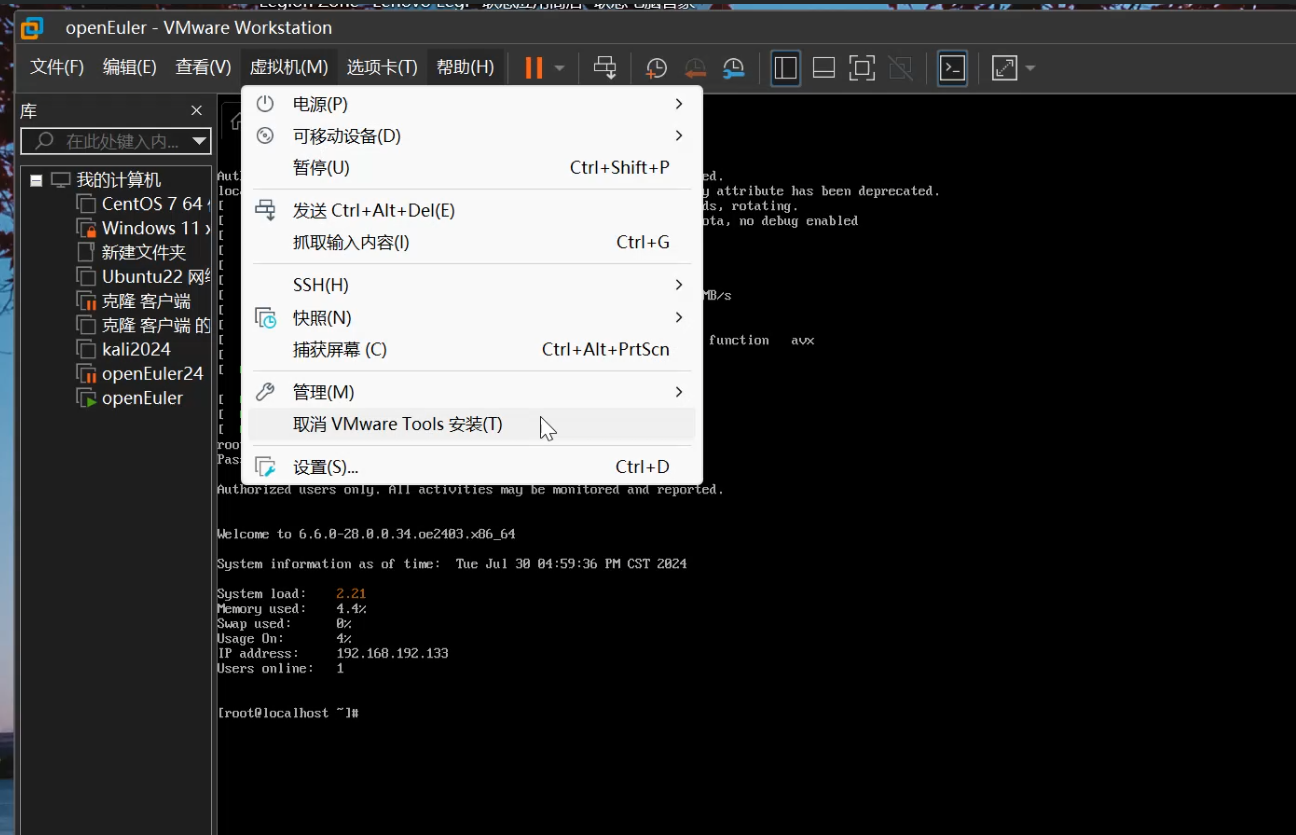 openEuler - VMware Workstation
文件(F) 编辑(E) 查看(V) 虚拟机(M) 选项卡(T) 帮助(H)
库
在此处键入内...
我的计算机
CentOS 7 64
Windows 11
新建文件夹
Ubuntu22 网
克隆 客户端
克隆 客户端 的
kali2024
openEuler24
openEuler
电源(P)
可移动设备(D)
暂停(U) Ctrl+Shift+P
发送 Ctrl+Alt+Del(E)
抓取输入内容(I) Ctrl+G
SSH(H)
快照(N)
捕获屏幕 (C) Ctrl+Alt+PrtScn
管理(M)
取消 VMware Tools 安装(T)
设置(S)... Ctrl+D
Aut ed.
loc y attribute has been deprecated.
[ ds, rotating.
[ ota, no debug enabled
[
[
[
[
[ MB/s
[
[ function avx
[
[
[
[
[
roo
Pas
Authorized users only. All activities may be monitored and reported.
Welcome to 6.6.0-28.0.0.34.oe2403.x86_64
System information as of time: Tue Jul 30 04:59:36 PM CST 2024
System load: 2.21
Memory used: 4.4%
Swap used: 0%
Usage On: 4%
IP address: 192.168.192.133
Users online: 1
[root@localhost ~]#